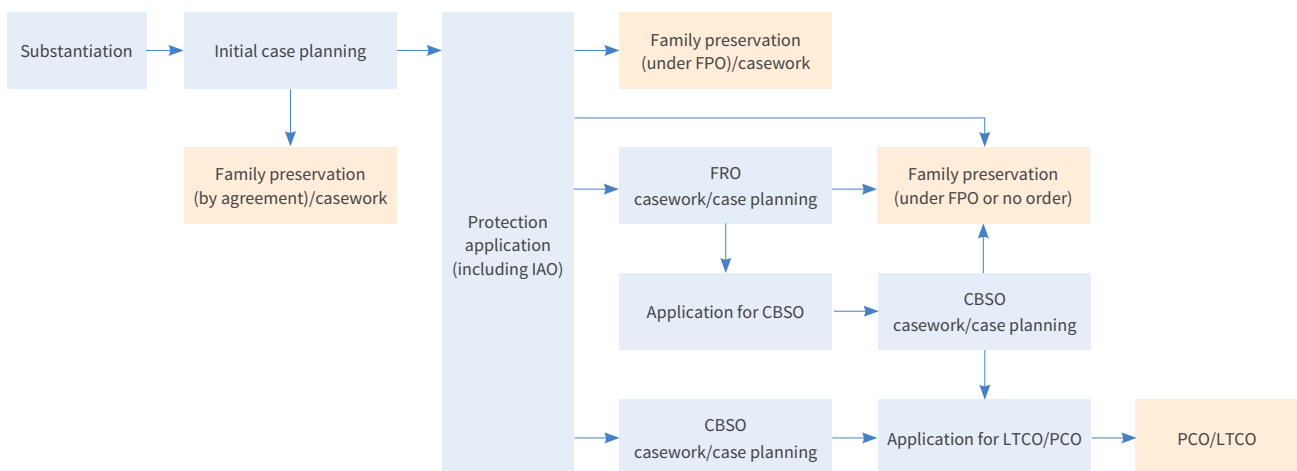 Substantiation
Initial case planning
Family preservation
(by agreement)/casework
Protection
application
(including IAO)
Family preservation
(under FPO)/casework
FRO
casework/case planning
Family preservation
(under FPO or no order)
Application for CBSO
CBSO
casework/case planning
CBSO
casework/case planning
Application for LTCO/PCO
PCO/LTCO